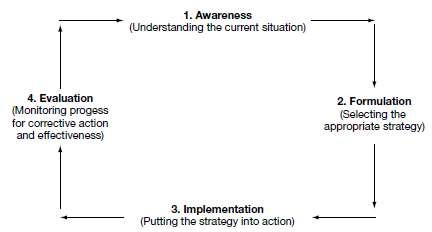 1. Awareness
(Understanding the current situation)
2. Formulation
(Selecting the
appropriate strategy)
3. Implementation
(Putting the strategy into action)
4. Evaluation
(Monitoring progess
for corrective action
and effectiveness)